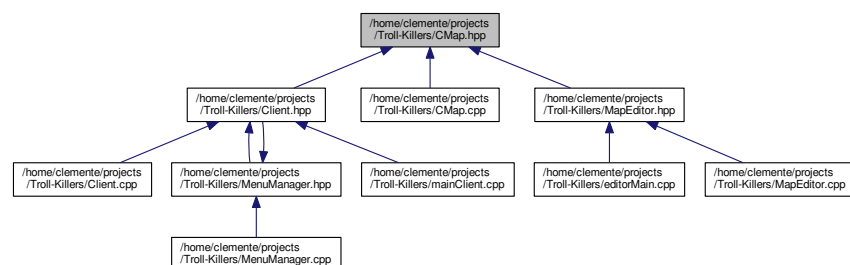 /home/clemente/projects
/Troll-Killers/CMap.hpp
/home/clemente/projects
/Troll-Killers/Client.hpp
/home/clemente/projects
/Troll-Killers/CMap.cpp
/home/clemente/projects
/Troll-Killers/MapEditor.hpp
/home/clemente/projects
/Troll-Killers/Client.cpp
/home/clemente/projects
/Troll-Killers/MenuManager.hpp
/home/clemente/projects
/Troll-Killers/mainClient.cpp
/home/clemente/projects
/Troll-Killers/editorMain.cpp
/home/clemente/projects
/Troll-Killers/MapEditor.cpp
/home/clemente/projects
/Troll-Killers/MenuManager.cpp